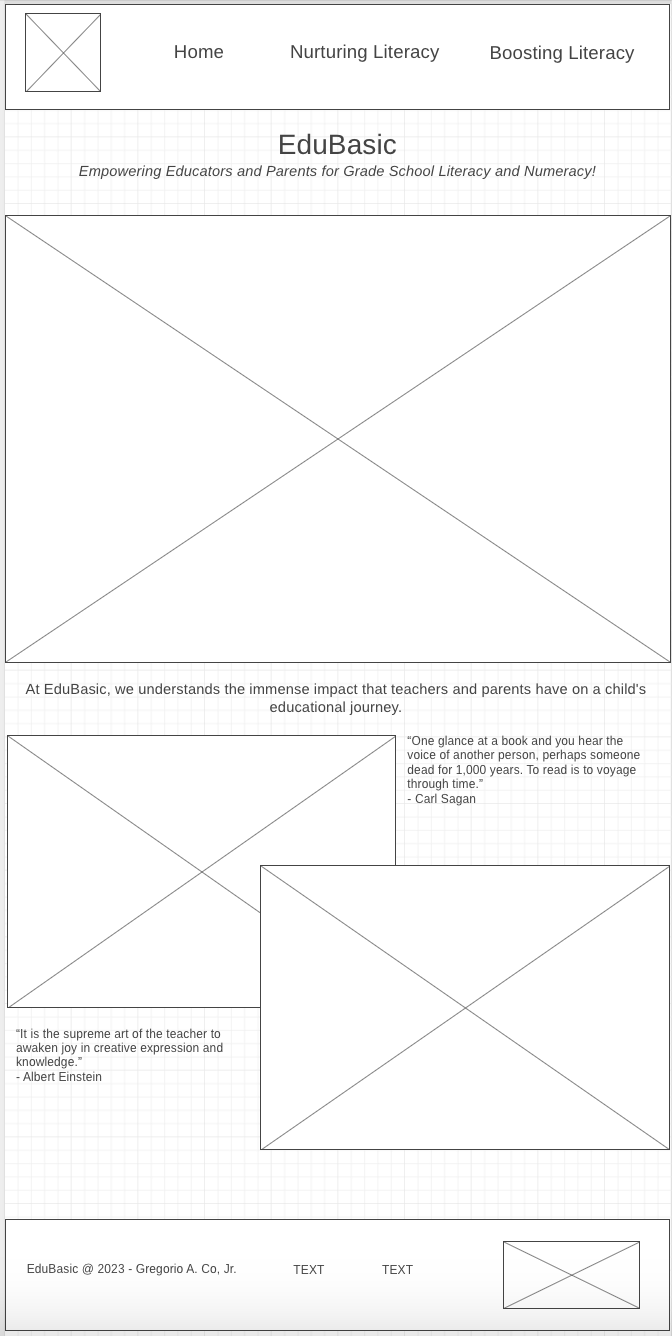 Home Nurturing Literacy Boosting Literacy
EduBasic
Empowering Educators and Parents for Grade School Literacy and Numeracy!
At EduBasic, we understands the immense impact that teachers and parents have on a child's
educational journey.
“One glance at a book and you hear the
voice of another person, perhaps someone
dead for 1,000 years. To read is to voyage
through time.”
- Carl Sagan
“It is the supreme art of the teacher to
awaken joy in creative expression and
knowledge.”
- Albert Einstein
EduBasic @ 2023 - Gregorio A. Co, Jr. TEXT TEXT